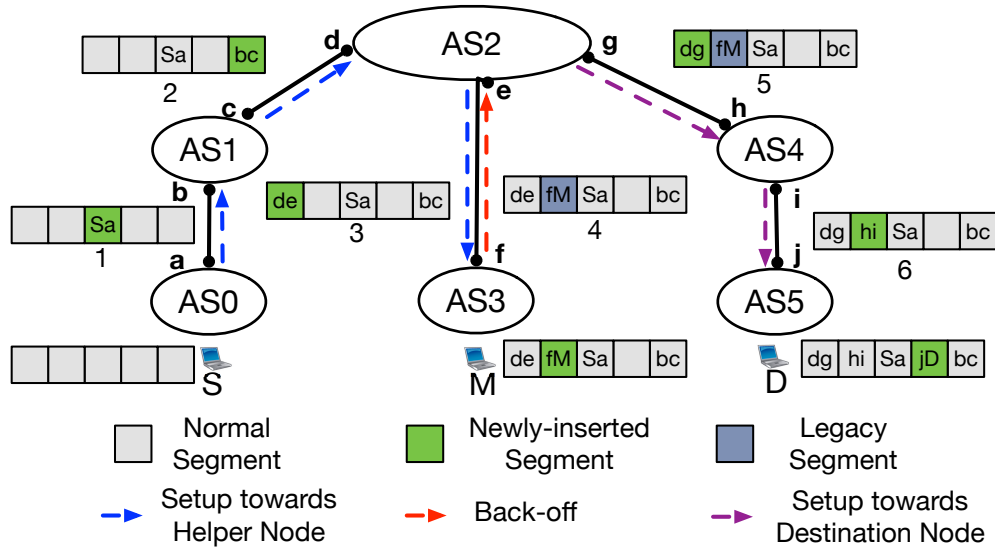 d
AS2
g
Sa
bc
dg
fM
Sa
bc
2
5
e
c
h
AS1
AS4
b
de
Sa
bc
de
fM
Sa
bc
i
Sa
3
4
dg
hi
Sa
bc
1
a
f
j
6
AS0
AS3
AS5
S
M
de
fM
Sa
bc
D
dg
hi
Sa
jD
bc
Normal
Segment
Newly-inserted
Segment
Legacy
Segment
Setup towards
Helper Node
Back-off
Setup towards
Destination Node